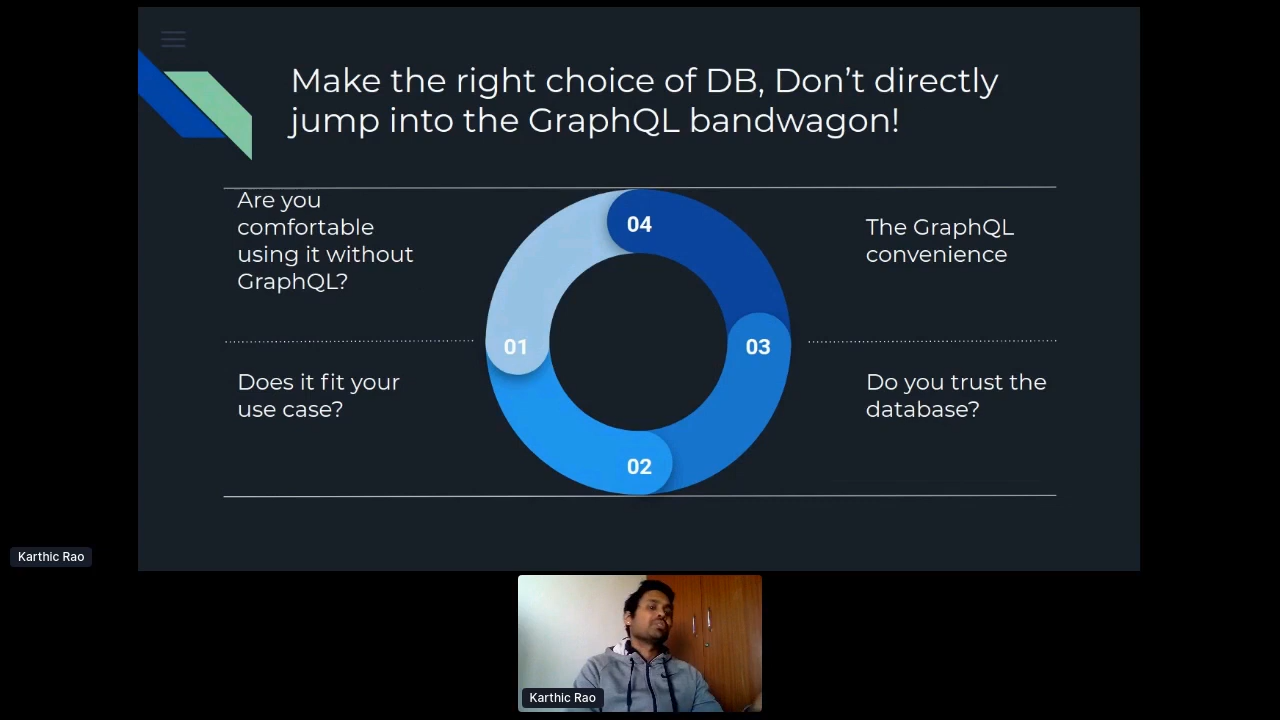 Make the right choice of DB, Don’t directly
jump into the GraphQL bandwagon!
Are you
comfortable
using it without
GraphQL?
Does it fit your
use case?
01
02
03
04
The GraphQL
convenience
Do you trust the
database?
Karthic Rao
Karthic Rao